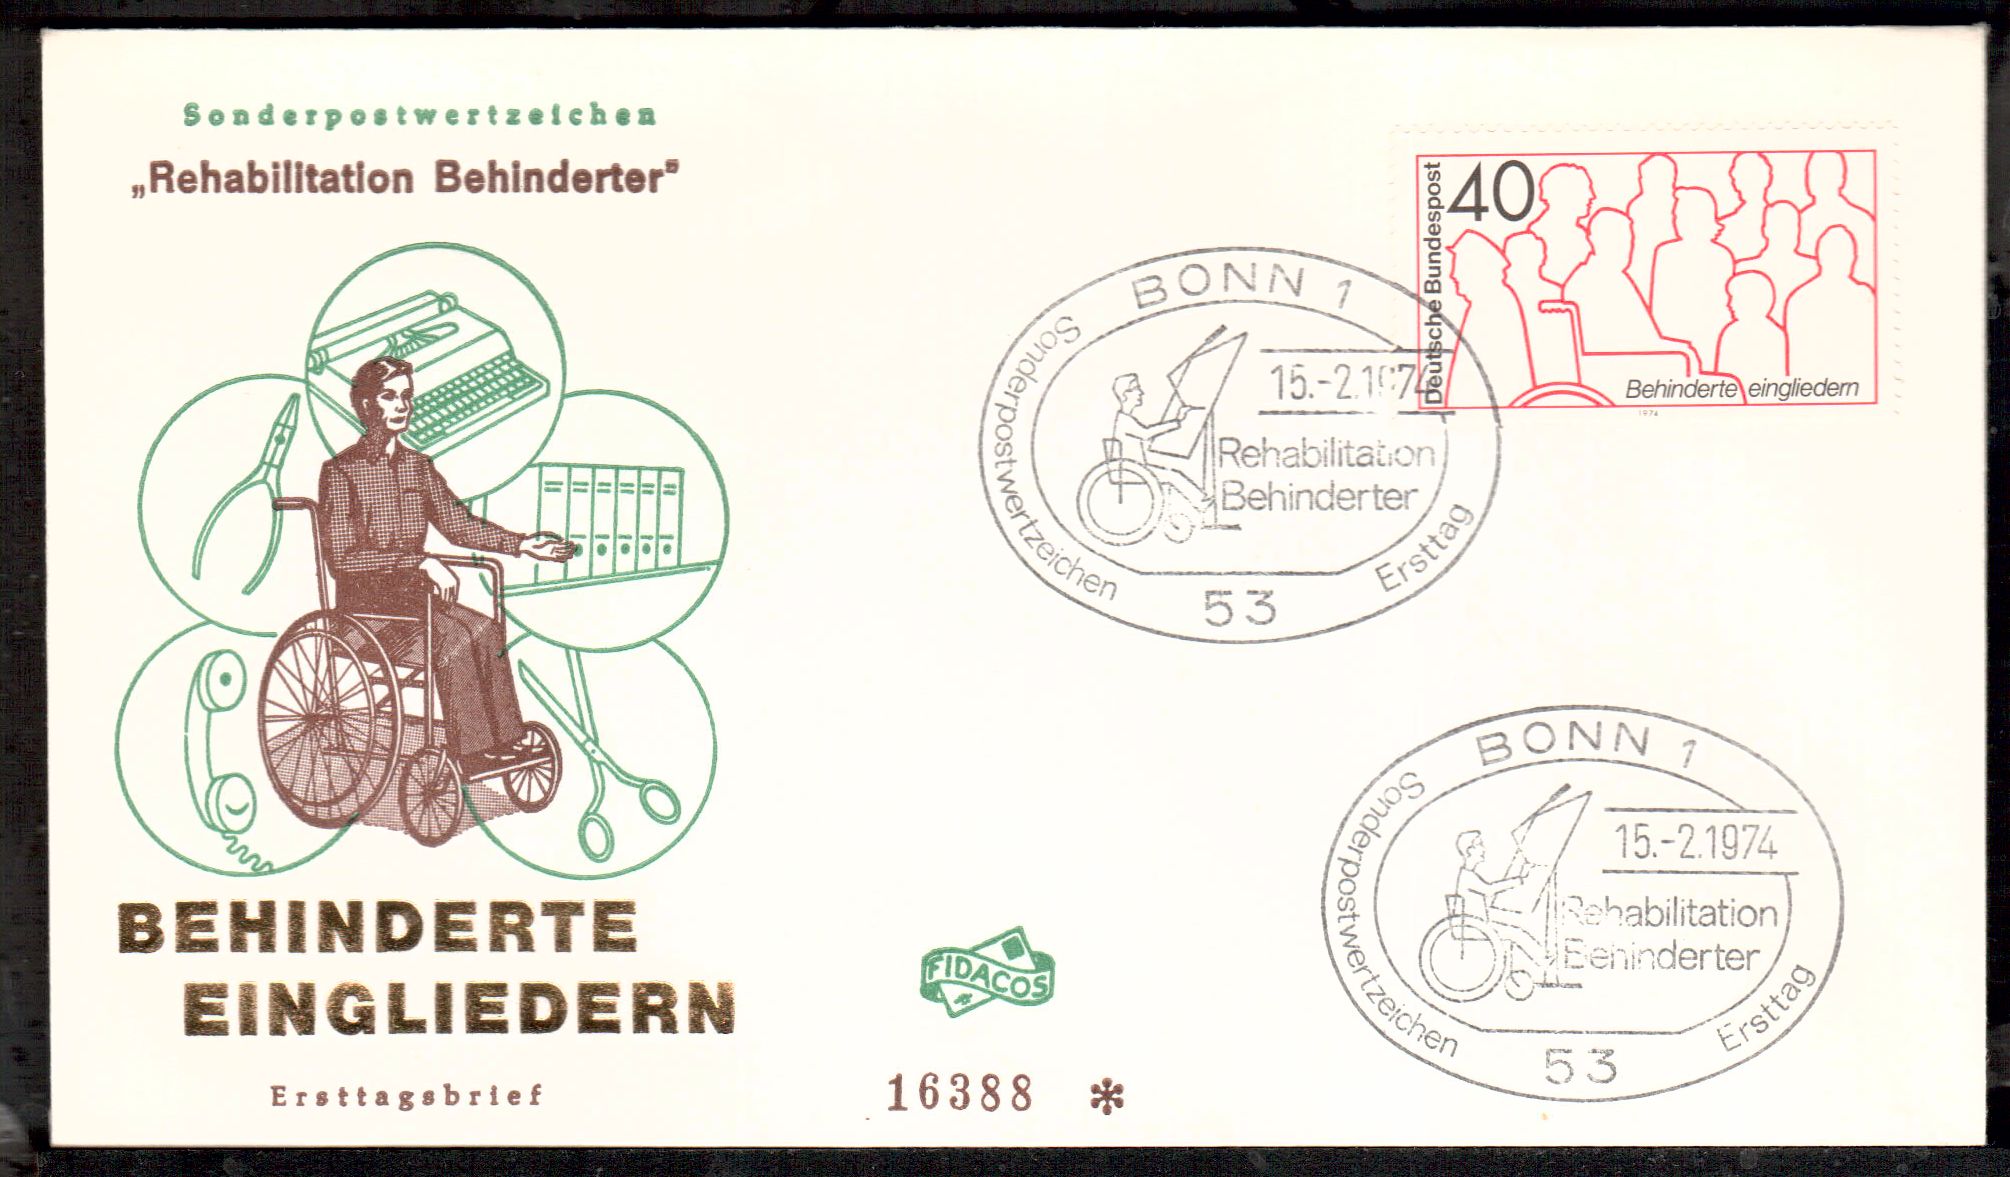 Sonderpostwertzeichen
„Rehabilitation Behinderter”
BEHINDERTE
EINGLIEDERN
Ersttagsbrief
FIDACOS
16388 *
Deutsche Bundespost
40
Behinderte eingliedern
1974
BONN 1
15.-2.1974
Rehabilitation
Behinderter
Sonderpostwertzeichen
Ersttag
53
BONN 1
15.-2.1974
Rehabilitation
Behinderter
Sonderpostwertzeichen
Ersttag
53